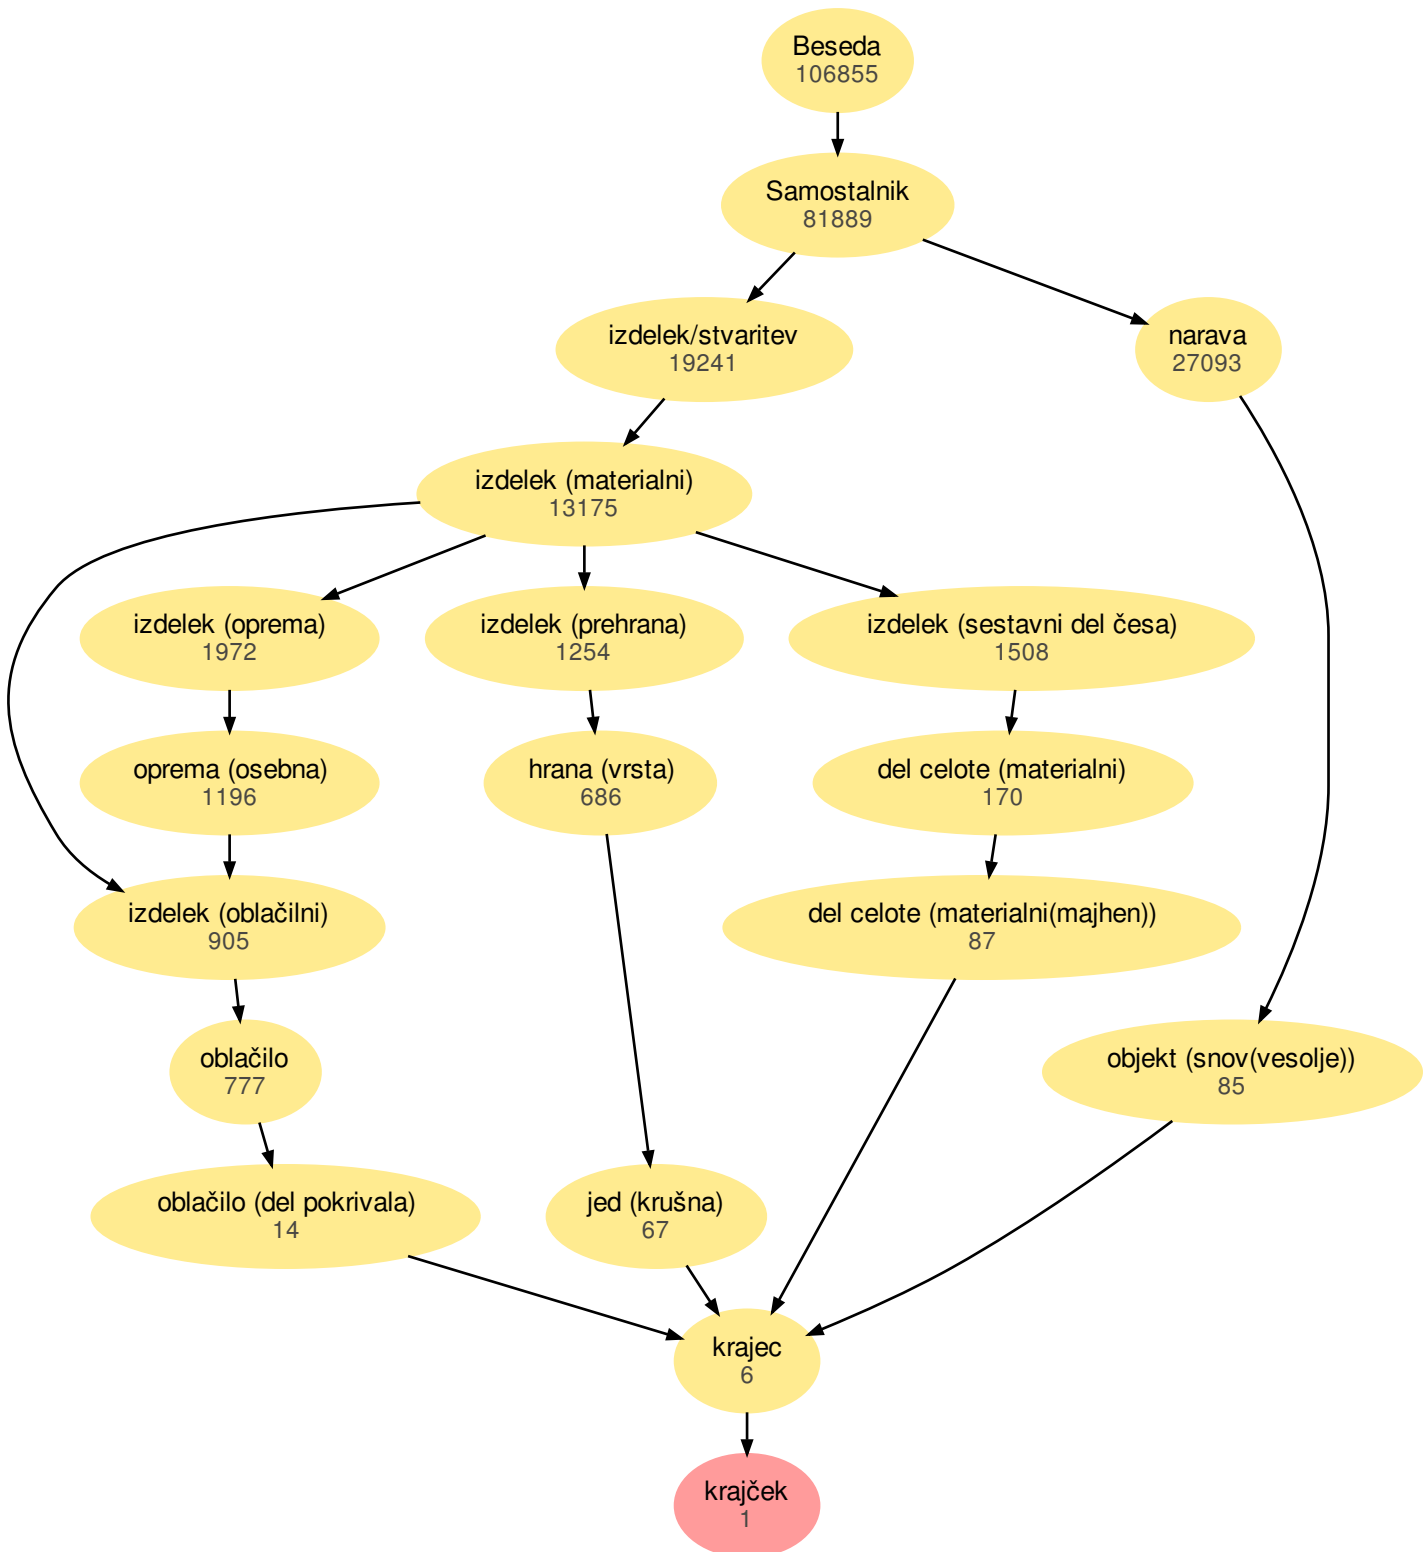 Beseda
106855
Samostalnik
81889
izdelek/stvaritev
19241
narava
27093
izdelek (materialni)
13175
izdelek (oprema)
1972
izdelek (prehrana)
1254
izdelek (sestavni del česa)
1508
oprema (osebna)
1196
hrana (vrsta)
686
del celote (materialni)
170
izdelek (oblačilni)
905
del celote (materialni(majhen))
87
oblačilo
777
objekt (snov(vesolje))
85
oblačilo (del pokrivala)
14
jed (krušna)
67
krajec
6
krajček
1